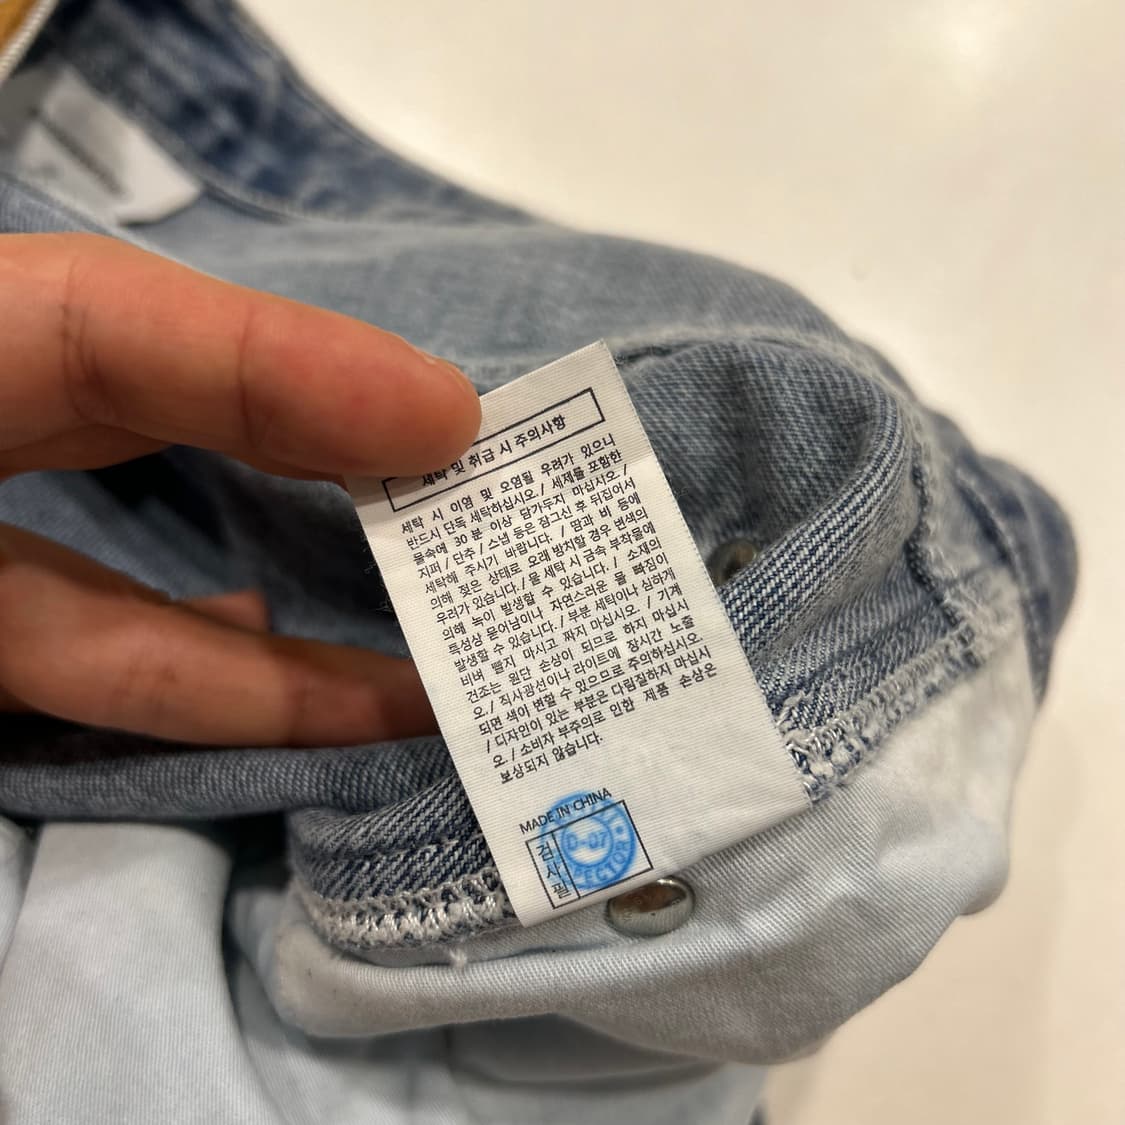 세탁 및 취급 시 주의사항
세탁 시 이염 및 오염될 우려가 있으니
반드시 단독 세탁하십시오./ 세제를 포함한
물속에 30분 이상 담가두지 마십시오./
지퍼/단추/스냅 등은 잠그신 후 뒤집어서
세탁해 주시기 바랍니다. / 땀과 비 등에
의해 젖은 상태로 오래 방치할 경우 변색의
우려가 있습니다./물 세탁 시 금속 부착물에
의해 녹이 발생할 수 있습니다./ 소재의
특성상 묻어남이나 자연스러운 물 빠짐이
발생할 수 있습니다./부분 세탁이나 심하게
비벼 빨지 마시고 짜지 마십시오. / 기계
건조는 원단 손상이 되므로 하지 마십시
오./ 직사광선이나 라이트에 장시간 노출
되면 색이 변할 수 있으므로 주의하십시오.
/ 디자인이 있는 부분은 다림질하지 마십시
오./ 소비자 부주의로 인한 제품 손상은
보상되지 않습니다.
MADE IN CHINA
검사필
D-07